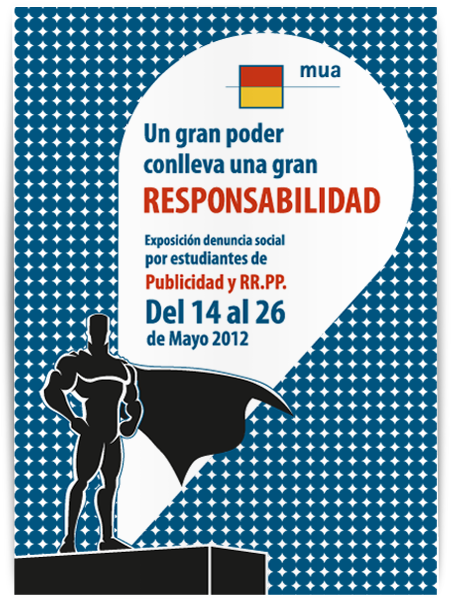 mua
Un gran poder
conlleva una gran
RESPONSABILIDAD
Exposición denuncia social
por estudiantes de
Publicidad y RR.PP.
Del 14 al 26
de Mayo 2012